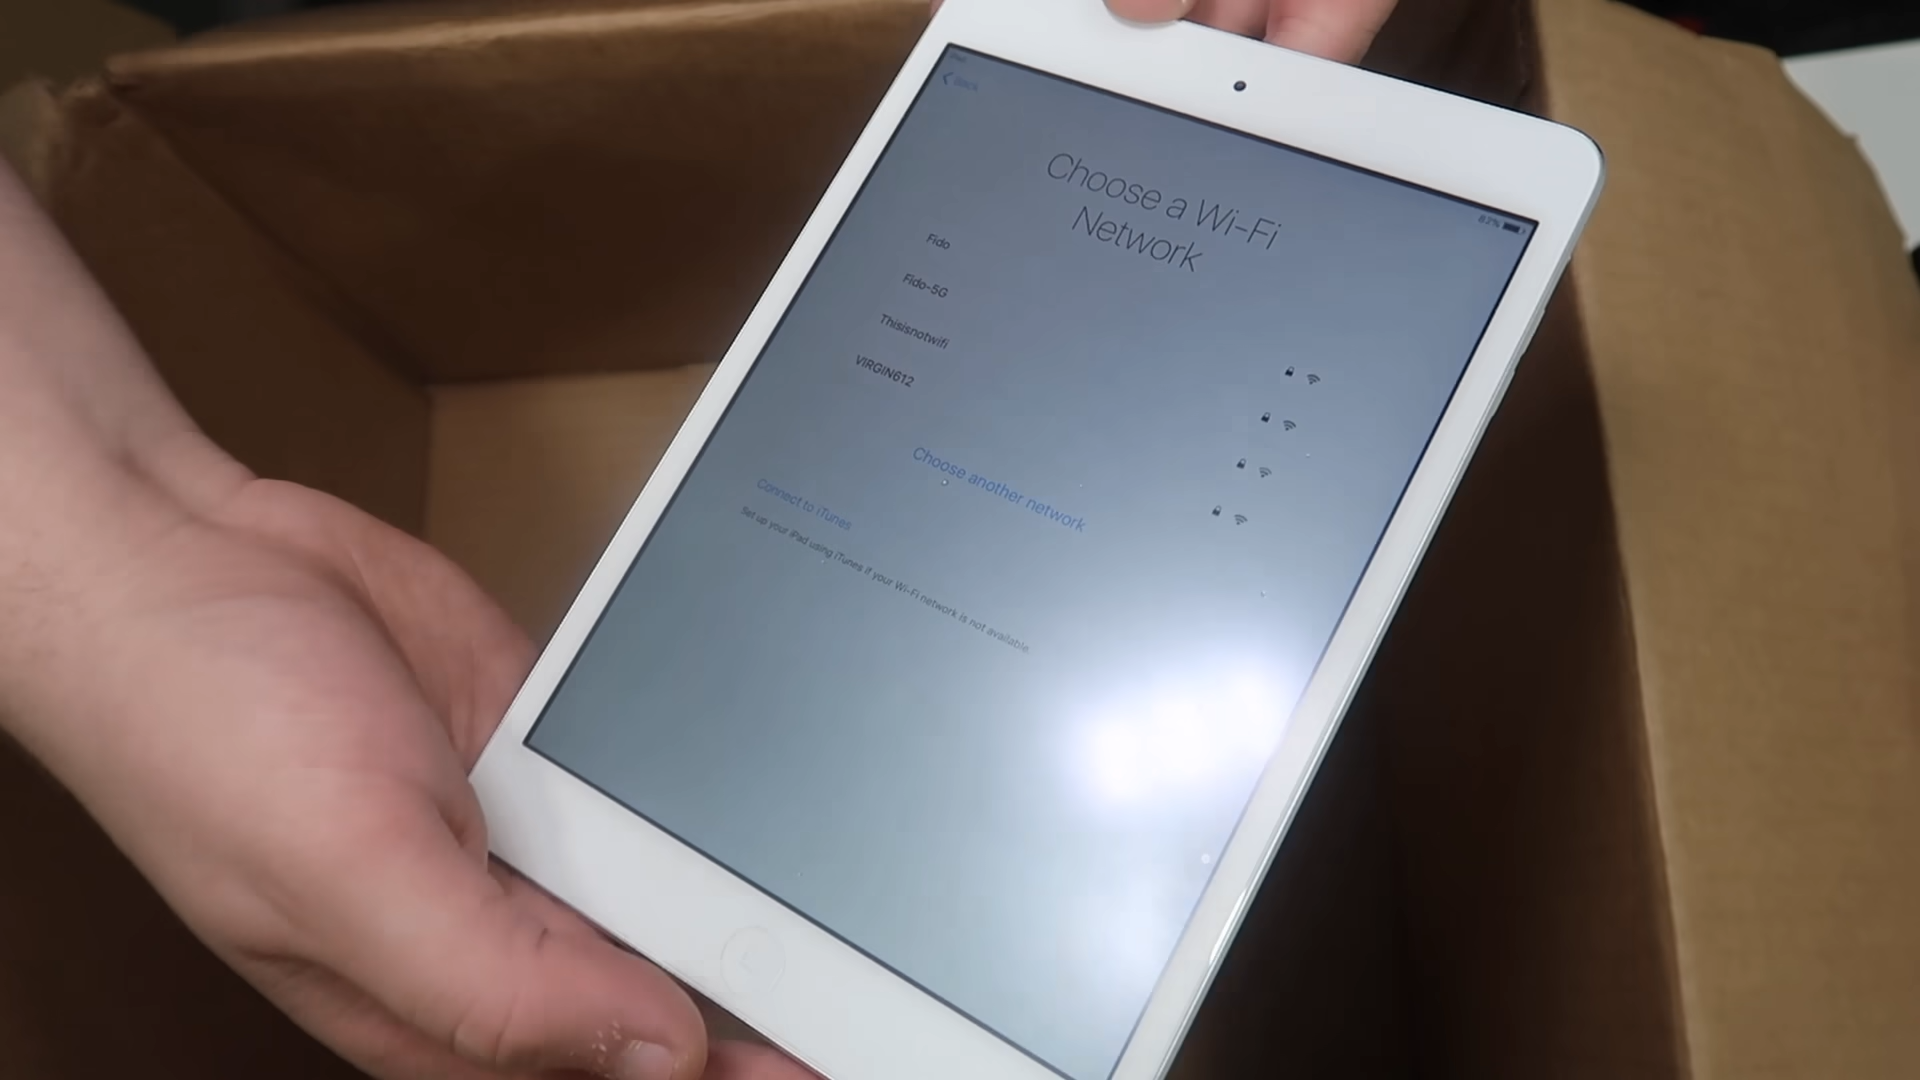 Back
82%
Choose a Wi-Fi
Network
Fido
Fido-5G
Thisisnotwifi
VIRGIN612
Choose another network
Connect to iTunes
Set up your iPad using iTunes if your Wi-Fi network is not available.